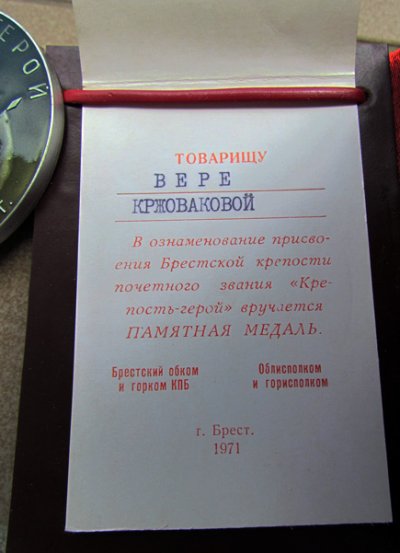 ЕРОЙ
К.
ТОВАРИЩУ
ВЕРЕ
КРЖОВАКОВОЙ
В ознаменование присво-
ения Брестской крепости
почетного звания «Кре-
пость-герой» вручается
ПАМЯТНАЯ МЕДАЛЬ.
Брестский обком
и горком КПБ
Облисполком
и горисполком
г. Брест.
1971